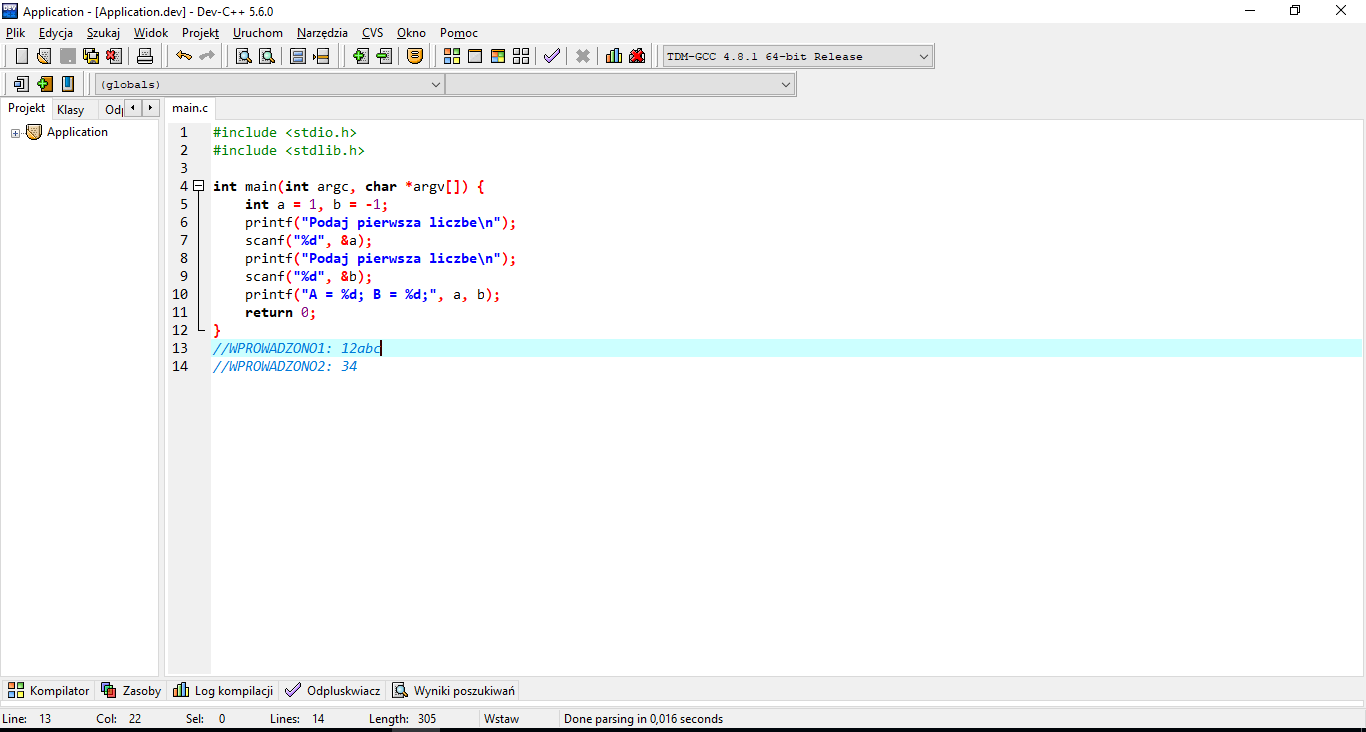 Application - [Application.dev] - Dev-C++ 5.6.0
Plik Edycja Szukaj Widok Projekt Uruchom Narzędzia CVS Okno Pomoc
TDM-GCC 4.8.1 64-bit Release
(globals)
Projekt Klasy Odp main.c
Application
1 #include <stdio.h>
2 #include <stdlib.h>
3
4 int main(int argc, char *argv[]) {
5 int a = 1, b = -1;
6 printf("Podaj pierwsza liczbe\n");
7 scanf("%d", &a);
8 printf("Podaj pierwsza liczbe\n");
9 scanf("%d", &b);
10 printf("A = %d; B = %d;", a, b);
11 return 0;
12 }
13 //WPROWADZONO1: 12abc
14 //WPROWADZONO2: 34
Kompilator Zasoby Log kompilacji Odpluskwiacz Wyniki poszukiwań
Line: 13 Col: 22 Sel: 0 Lines: 14 Length: 305 Wstaw Done parsing in 0,016 seconds